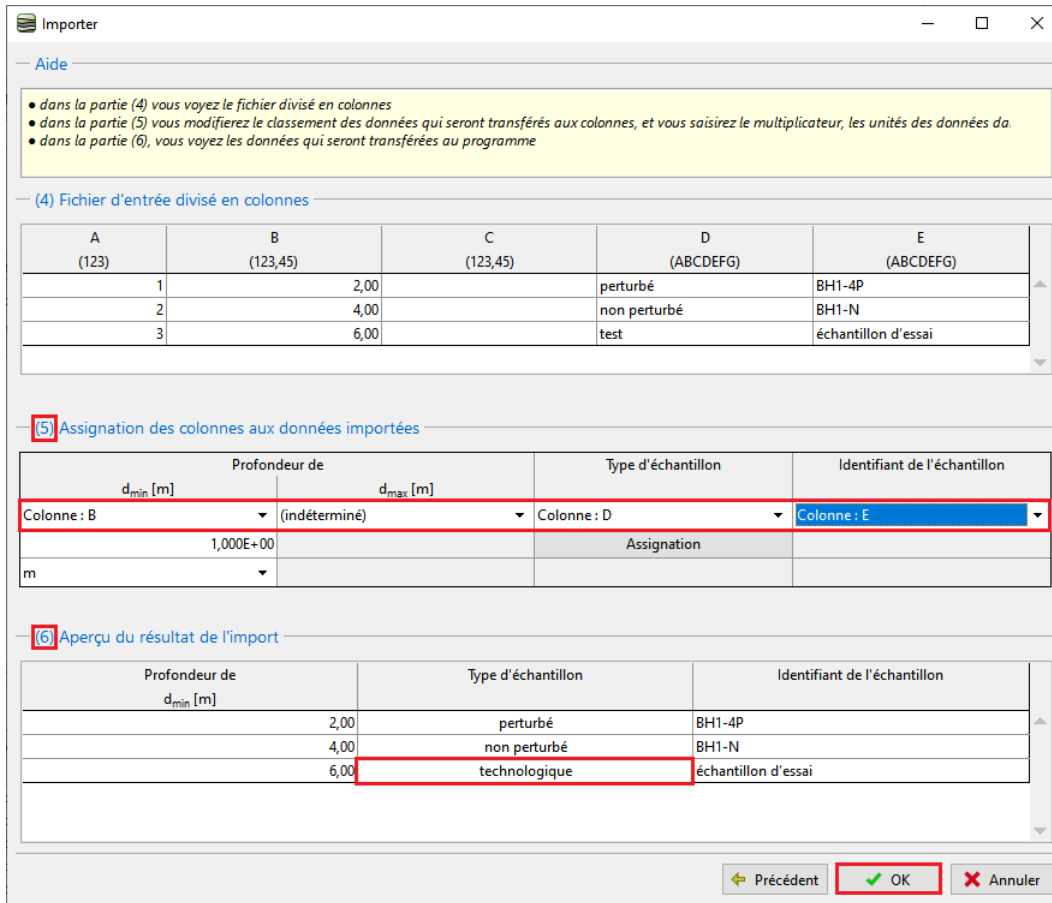 Importer
Aide
● dans la partie (4) vous voyez le fichier divisé en colonnes
● dans la partie (5) vous modifierez le classement des données qui seront transférés aux colonnes, et vous saisirez le multiplicateur, les unités des données da
● dans la partie (6), vous voyez les données qui seront transférées au programme
(4) Fichier d'entrée divisé en colonnes
A B C D E
(123) (123,45) (123,45) (ABCDEFG) (ABCDEFG)
1 2,00 perturbé BH1-4P
2 4,00 non perturbé BH1-N
3 6,00 test échantillon d'essai
(5) Assignation des colonnes aux données importées
Profondeur de Type d'échantillon Identifiant de l'échantillon
dmin [m] dmax [m]
Colonne : B (indéterminé) Colonne : D Colonne : E
1,000E+00 Assignation
m
(6) Aperçu du résultat de l'import
Profondeur de Type d'échantillon Identifiant de l'échantillon
dmin [m]
2,00 perturbé BH1-4P
4,00 non perturbé BH1-N
6,00 technologique échantillon d'essai
Précédent OK Annuler